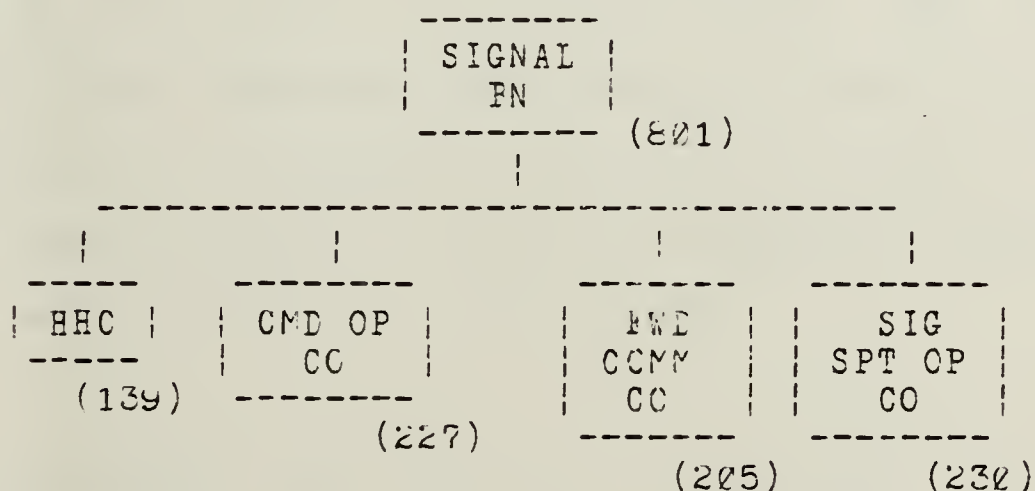 SIGNAL
BN
(801)
HHC
(139)
CMD OP
CO
(227)
FWD
COMM
CO
(205)
SIG
SPT OP
CO
(230)